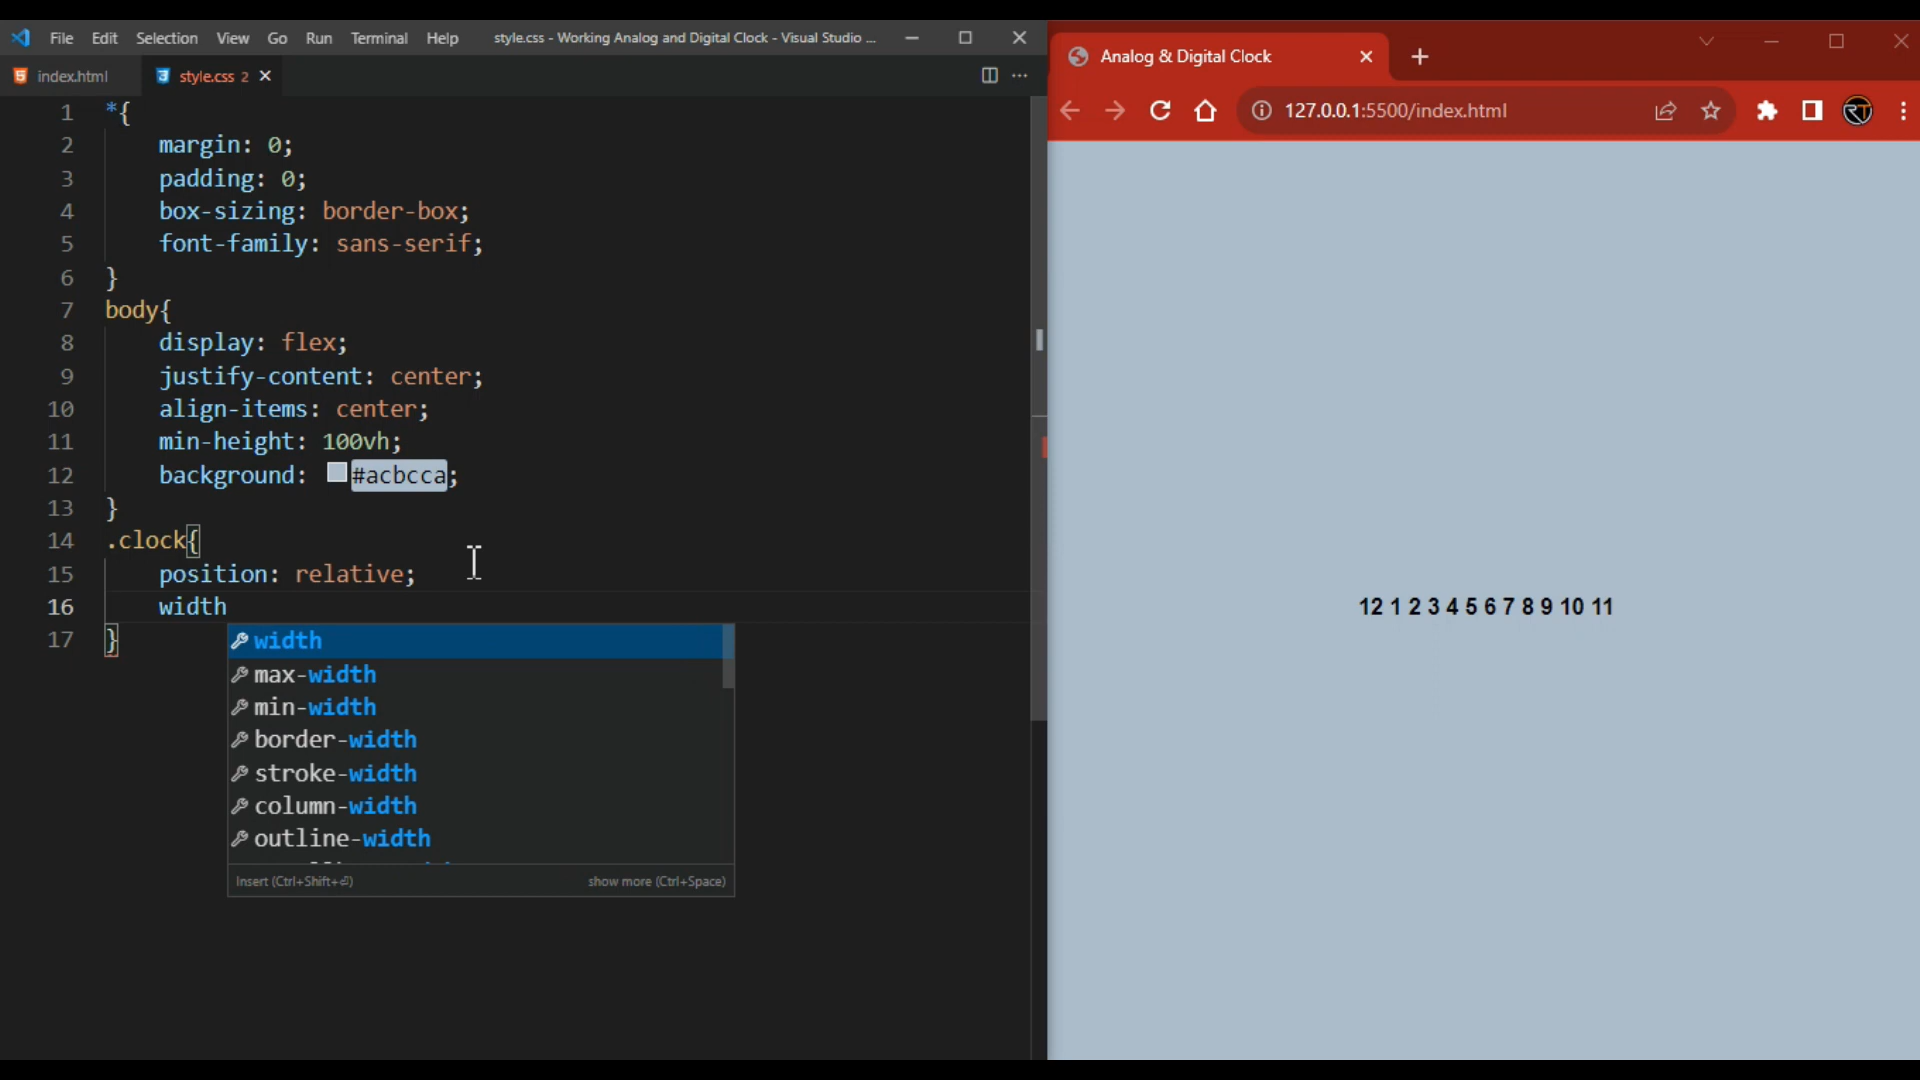 File Edit Selection View Go Run Terminal Help style.css - Working Analog and Digital Clock - Visual Studio ...
index.html style.css 2
1 *{
2 margin: 0;
3 padding: 0;
4 box-sizing: border-box;
5 font-family: sans-serif;
6 }
7 body{
8 display: flex;
9 justify-content: center;
10 align-items: center;
11 min-height: 100vh;
12 background: #acbcca;
13 }
14 .clock{
15 position: relative;
16 width
17 }
width
max-width
min-width
border-width
stroke-width
column-width
outline-width
Insert (Ctrl+Shift+⏎) show more (Ctrl+Space)
Analog & Digital Clock
127.0.0.1:5500/index.html RT
12 1 2 3 4 5 6 7 8 9 10 11